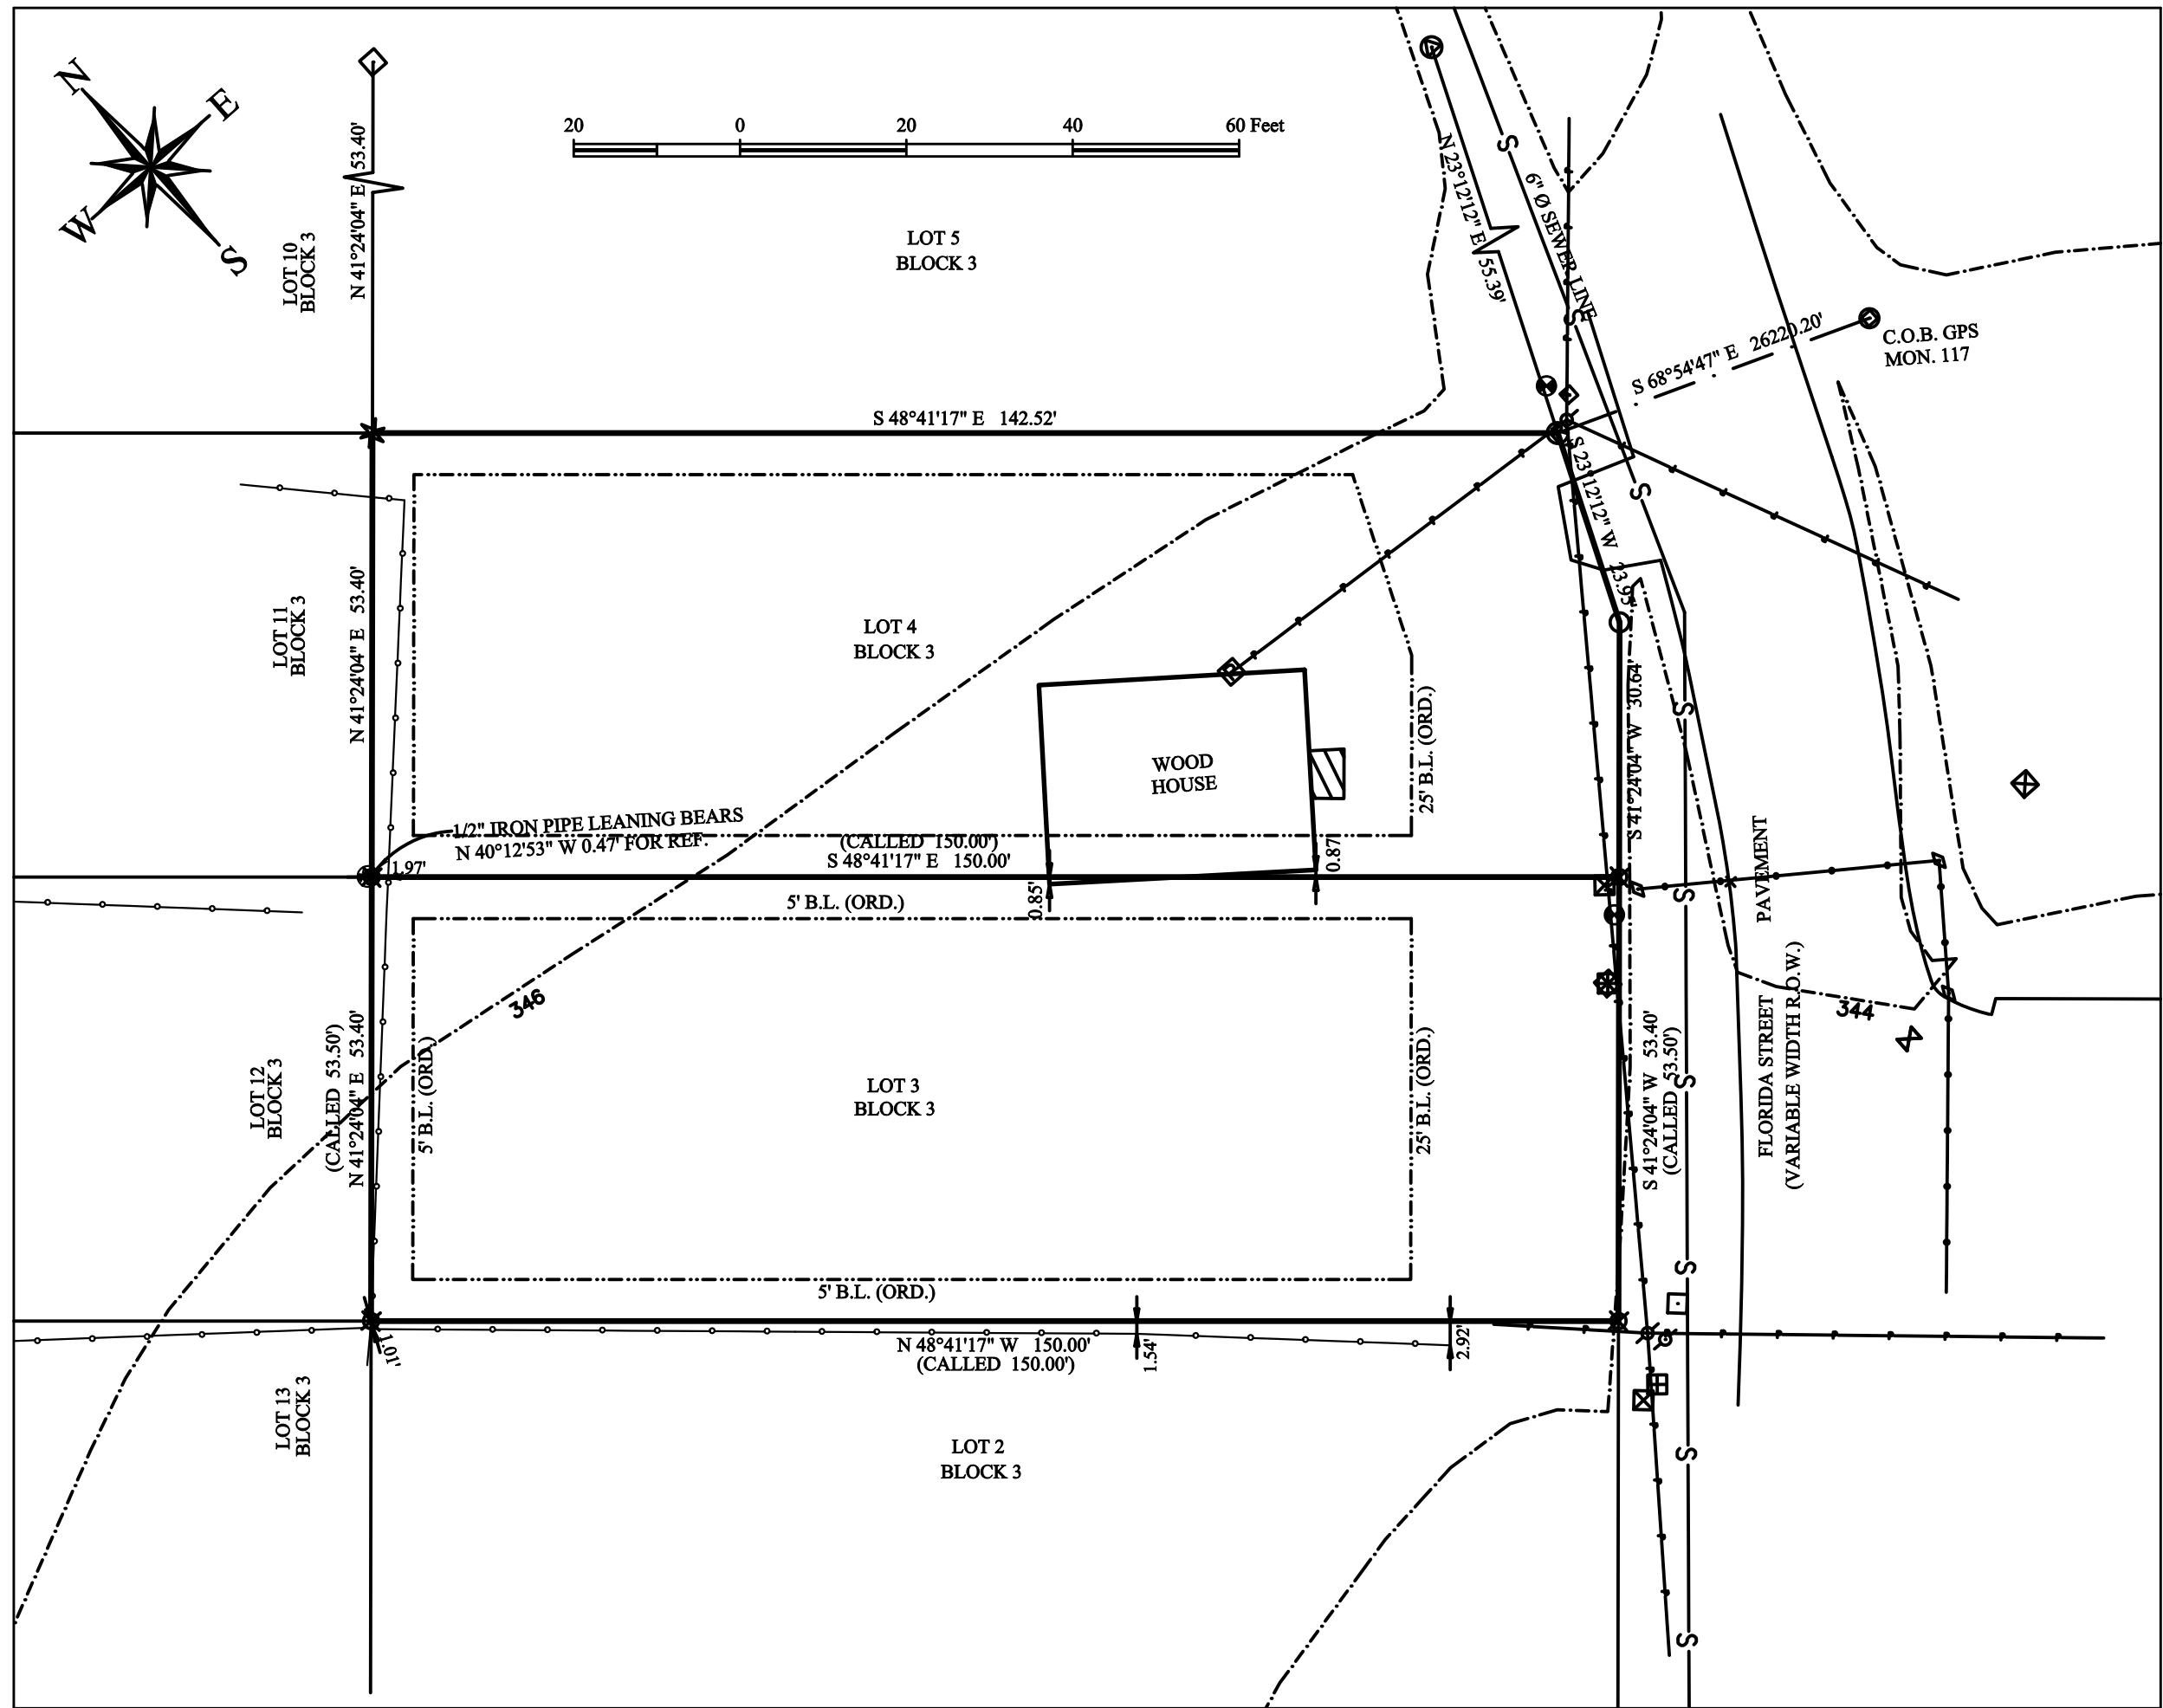 N
E
W
S
20 0 20 40 60 Feet
N 41°24'04" E 53.40'
LOT 10
BLOCK 3
LOT 5
BLOCK 3
N 23°12'12" E 55.39'
6" Ø SEWER LINE
S
S
S 68°54'47" E 26220.20'
C.O.B. GPS
MON. 117
S 48°41'17" E 142.52'
S 23°12'12" W 23.95'
S
LOT 11
BLOCK 3
N 41°24'04" E 53.40'
LOT 4
BLOCK 3
WOOD
HOUSE
25' B.L. (ORD.)
S 41°24'04" W 30.64'
S
1/2" IRON PIPE LEANING BEARS
N 40°12'53" W 0.47' FOR REF.
1.97'
(CALLED 150.00')
S 48°41'17" E 150.00'
0.87'
0.85'
5' B.L. (ORD.)
S
PAVEMENT
346
344
LOT 12
BLOCK 3
(CALLED 53.50')
N 41°24'04" E 53.40'
5' B.L. (ORD.)
LOT 3
BLOCK 3
25' B.L. (ORD.)
S 41°24'04" W 53.40'
(CALLED 53.50')
S
FLORIDA STREET
(VARIABLE WIDTH R.O.W.)
5' B.L. (ORD.)
S
1.01'
N 48°41'17" W 150.00'
(CALLED 150.00')
1.54'
2.92'
LOT 13
BLOCK 3
LOT 2
BLOCK 3
S
S